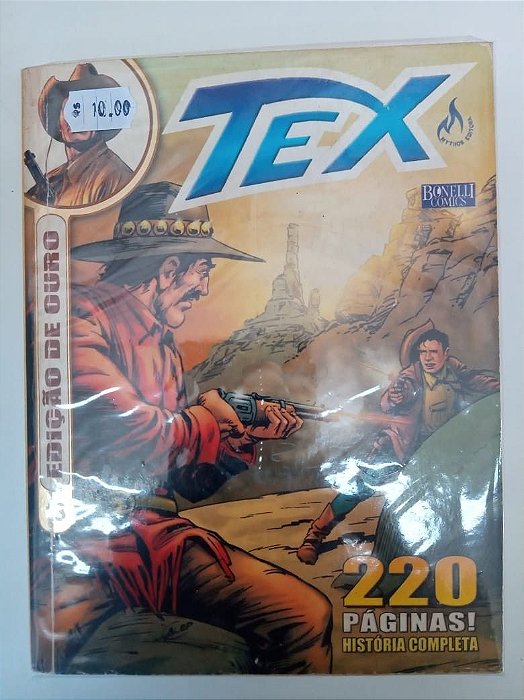 R$ 10.00
TEX
MYTHOS EDITORA
BONELLI
COMICS
EDIÇÃO DE OURO
220
PÁGINAS!
HISTÓRIA COMPLETA